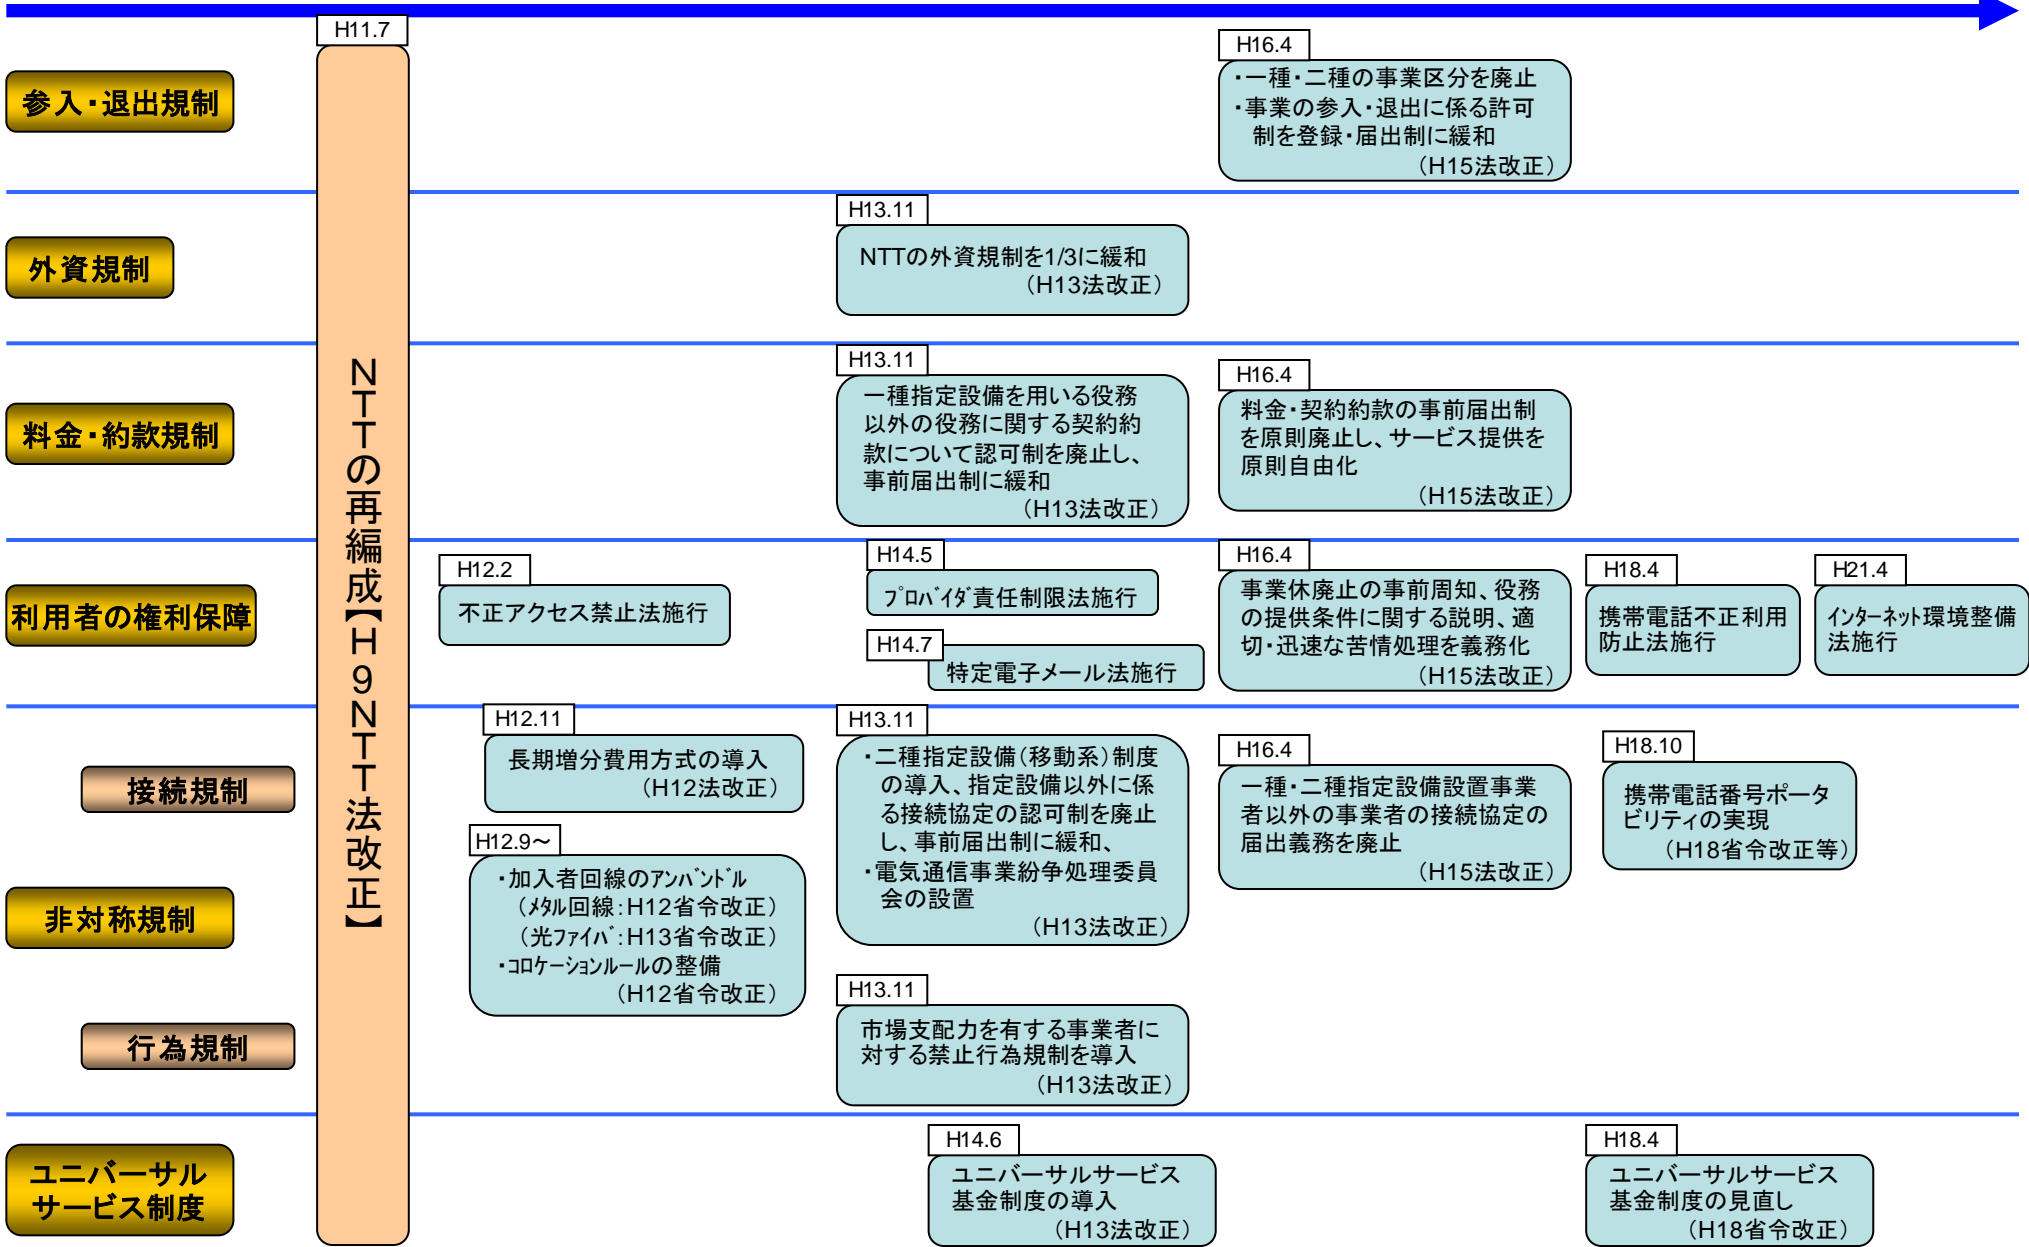 H11.7
NTTの再編成【H9NTT法改正】
参入・退出規制
H16.4
・一種・二種の事業区分を廃止
・事業の参入・退出に係る許可
制を登録・届出制に緩和
（H15法改正）
外資規制
H13.11
NTTの外資規制を1/3に緩和
（H13法改正）
料金・約款規制
H13.11
一種指定設備を用いる役務
以外の役務に関する契約約
款について認可制を廃止し、
事前届出制に緩和
（H13法改正）
H16.4
料金・契約約款の事前届出制
を原則廃止し、サービス提供を
原則自由化
（H15法改正）
利用者の権利保障
H12.2
不正アクセス禁止法施行
H14.5
ﾌﾟﾛﾊﾞｲﾀﾞ責任制限法施行
H14.7
特定電子メール法施行
H16.4
事業休廃止の事前周知、役務
の提供条件に関する説明、適
切・迅速な苦情処理を義務化
（H15法改正）
H18.4
携帯電話不正利用
防止法施行
H21.4
ｲﾝﾀｰﾈｯﾄ環境整備
法施行
非対称規制
接続規制
H12.11
長期増分費用方式の導入
（H12法改正）
H12.9～
・加入者回線のｱﾝﾊﾞﾝﾄﾞﾙ
（ﾒﾀﾙ回線：H12省令改正）
（光ﾌｧｲﾊﾞ：H13省令改正）
・ｺﾛｹｰｼｮﾝﾙｰﾙの整備
（H12省令改正）
H13.11
・二種指定設備（移動系）制度
の導入、指定設備以外に係
る接続協定の認可制を廃止
し、事前届出制に緩和、
・電気通信事業紛争処理委員
会の設置
（H13法改正）
H16.4
一種・二種指定設備設置事業
者以外の事業者の接続協定の
届出義務を廃止
（H15法改正）
H18.10
携帯電話番号ポータ
ビリティの実現
（H18省令改正等）
行為規制
H13.11
市場支配力を有する事業者に
対する禁止行為規制を導入
（H13法改正）
ユニバーサル
サービス制度
H14.6
ユニバーサルサービス
基金制度の導入
（H13法改正）
H18.4
ユニバーサルサービス
基金制度の見直し
（H18省令改正）